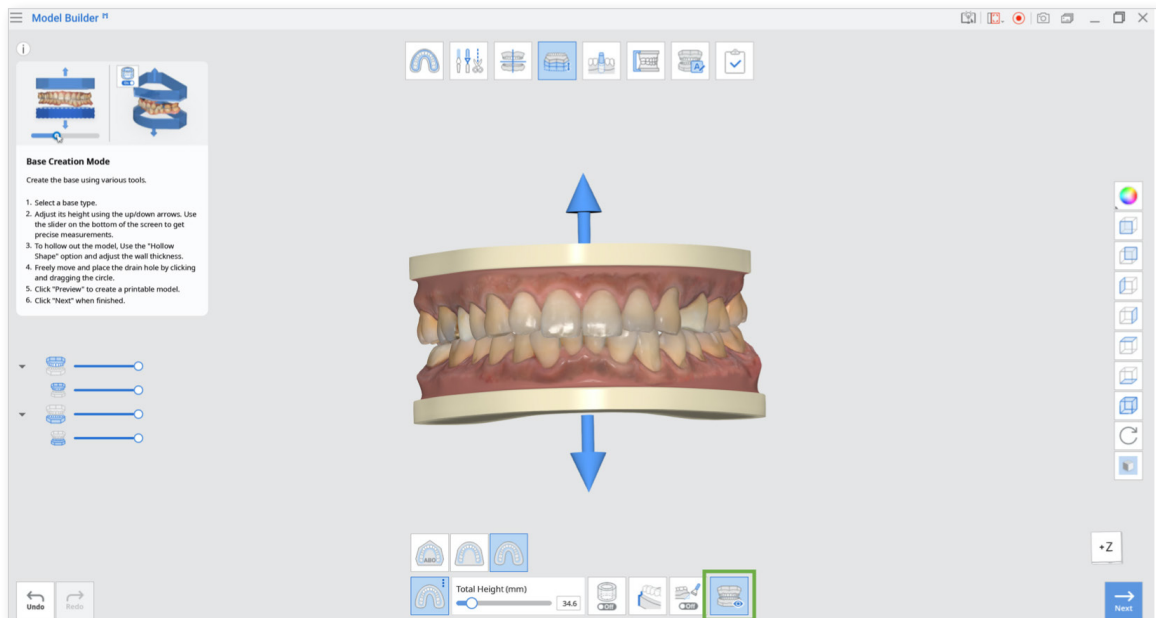 Model Builder M
i
Base Creation Mode
Create the base using various tools.
1. Select a base type.
2. Adjust its height using the up/down arrows. Use
the slider on the bottom of the screen to get
precise measurements.
3. To hollow out the model, Use the "Hollow
Shape" option and adjust the wall thickness.
4. Freely move and place the drain hole by clicking
and dragging the circle.
5. Click "Preview" to create a printable model.
6. Click "Next" when finished.
+Z
ABO
Total Height (mm)
34.6
Off
Off
Undo
Redo
Next